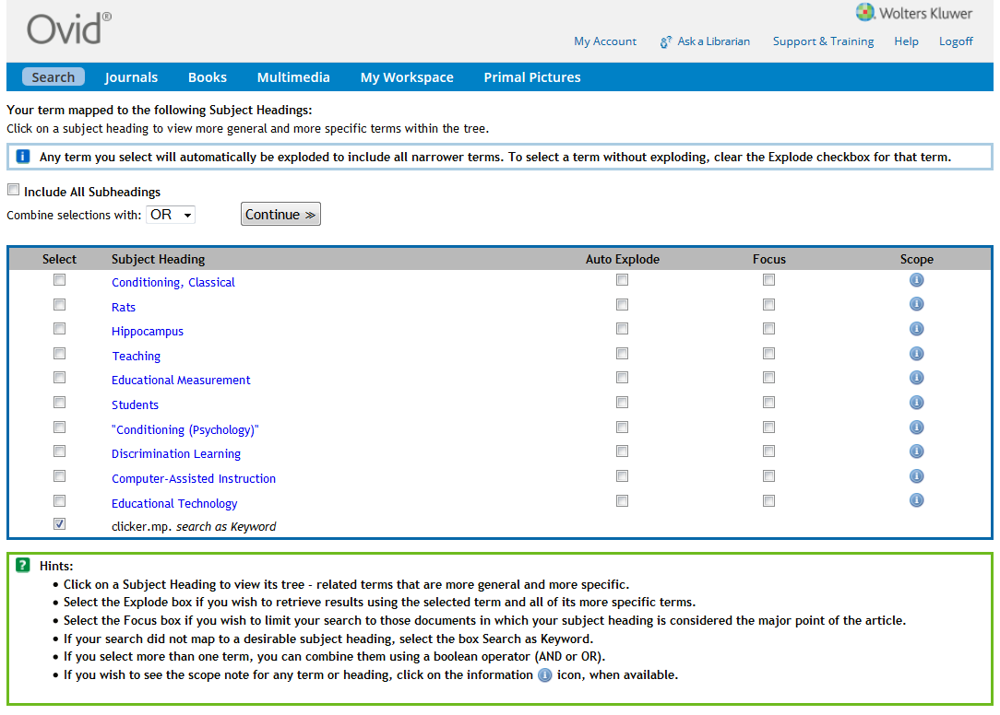 Ovid®
Wolters Kluwer
My Account Ask a Librarian Support & Training Help Logoff
Search Journals Books Multimedia My Workspace Primal Pictures
Your term mapped to the following Subject Headings:
Click on a subject heading to view more general and more specific terms within the tree.
Any term you select will automatically be exploded to include all narrower terms. To select a term without exploding, clear the Explode checkbox for that term.
Include All Subheadings
Combine selections with: OR Continue »
Select Subject Heading Auto Explode Focus Scope
Conditioning, Classical
Rats
Hippocampus
Teaching
Educational Measurement
Students
"Conditioning (Psychology)"
Discrimination Learning
Computer-Assisted Instruction
Educational Technology
clicker.mp. search as Keyword
Hints:
• Click on a Subject Heading to view its tree - related terms that are more general and more specific.
• Select the Explode box if you wish to retrieve results using the selected term and all of its more specific terms.
• Select the Focus box if you wish to limit your search to those documents in which your subject heading is considered the major point of the article.
• If your search did not map to a desirable subject heading, select the box Search as Keyword.
• If you select more than one term, you can combine them using a boolean operator (AND or OR).
• If you wish to see the scope note for any term or heading, click on the information i icon, when available.